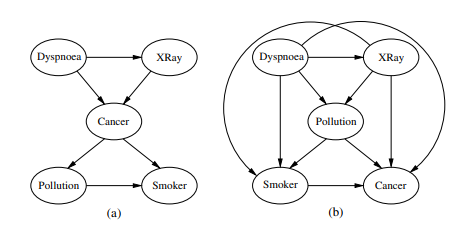 Dyspnoea XRay Dyspnoea XRay
Cancer Pollution
Pollution Smoker Smoker Cancer
(a) (b)